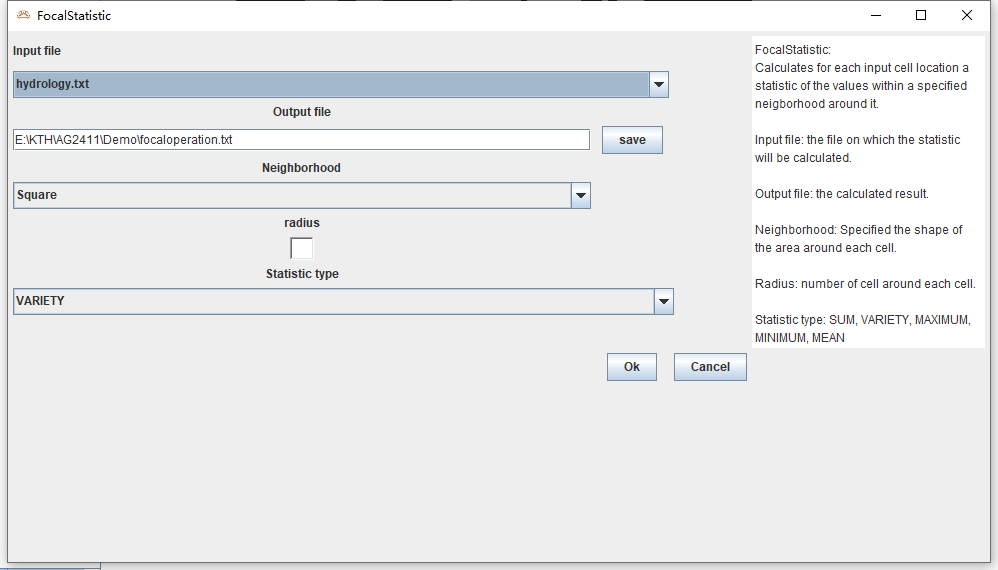 FocalStatistic
Input file
hydrology.txt
Output file
E:\KTH\AG2411\Demo\focaloperation.txt
save
Neighborhood
Square
radius
Statistic type
VARIETY
Ok
Cancel
FocalStatistic:
Calculates for each input cell location a
statistic of the values within a specified
neigborhood around it.
Input file: the file on which the statistic
will be calculated.
Output file: the calculated result.
Neighborhood: Specified the shape of
the area around each cell.
Radius: number of cell around each cell.
Statistic type: SUM, VARIETY, MAXIMUM,
MINIMUM, MEAN